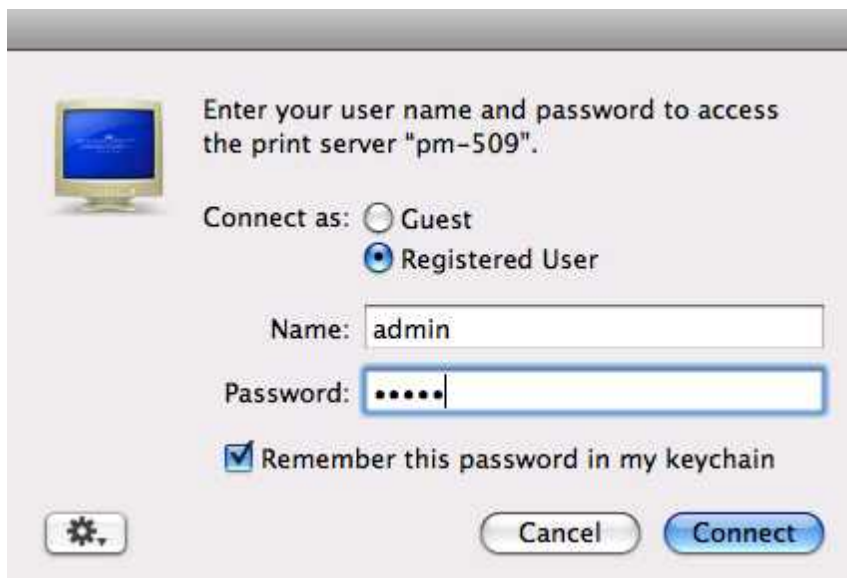 Enter your user name and password to access
the print server "pm-509".
Connect as: Guest
Registered User
Name: admin
Password: •••••
Remember this password in my keychain
Cancel Connect